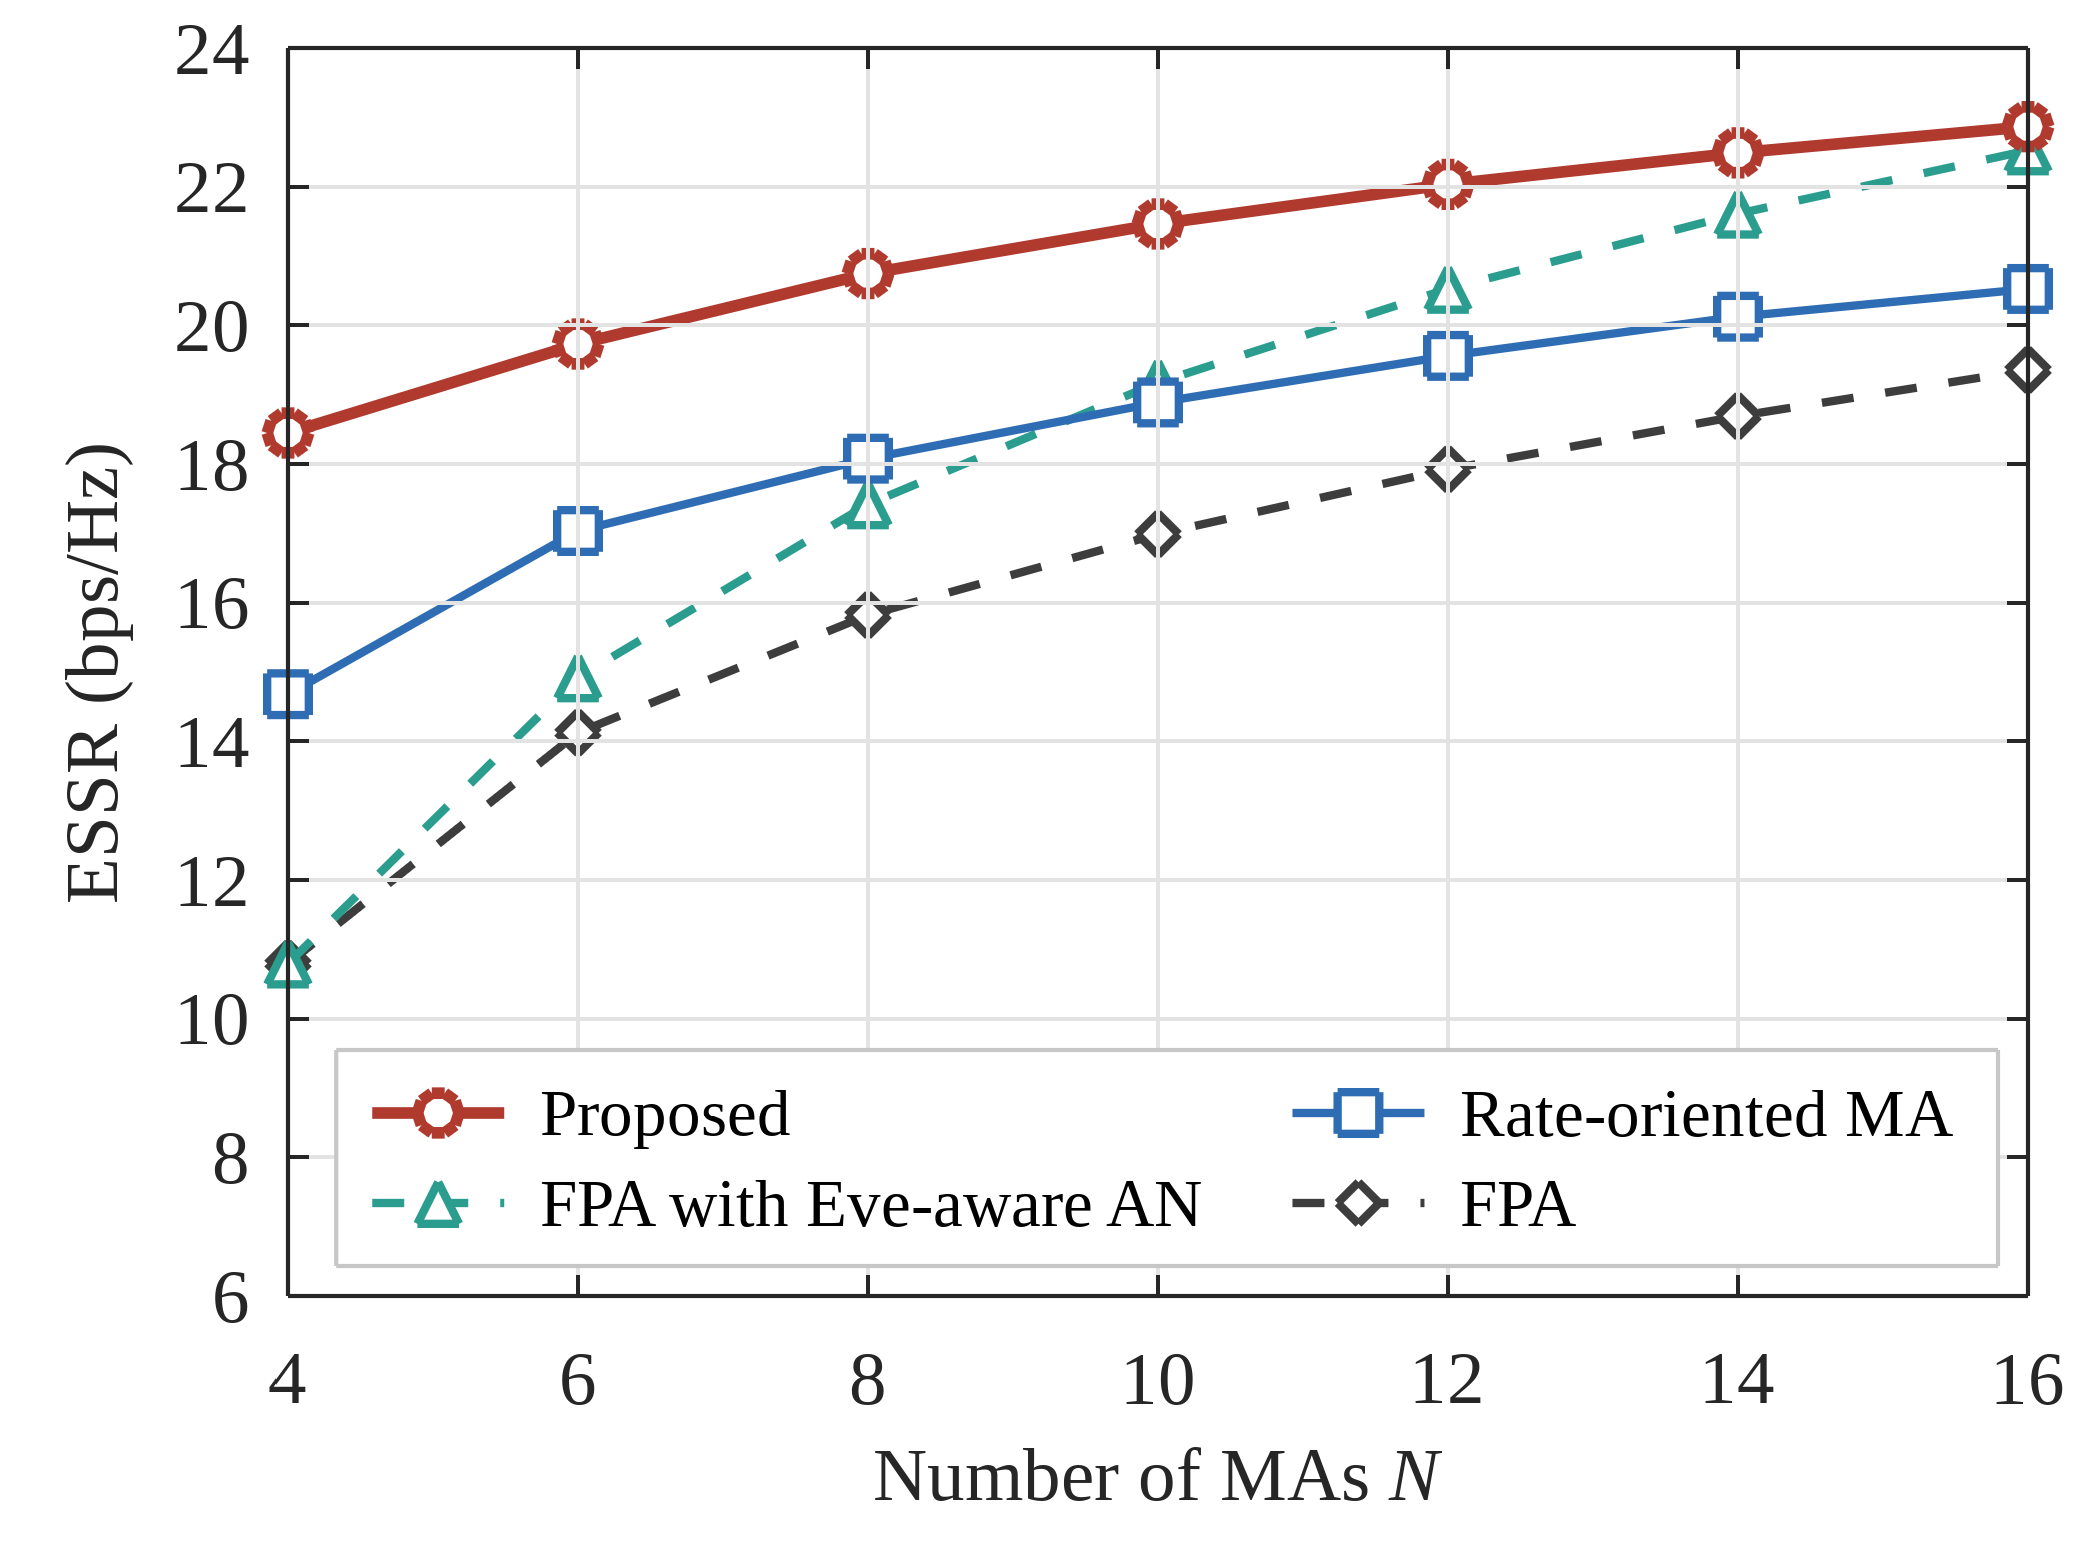 24
22
20
18
16
14
12
10
8
6
ESSR (bps/Hz)
Proposed
Rate-oriented MA
FPA with Eve-aware AN
FPA
4 6 8 10 12 14 16
Number of MAs N